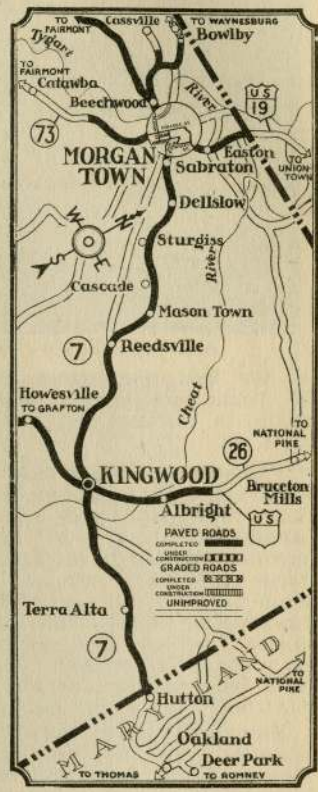 TO FAIRMONT
Cassville
TO WAYNESBURG
Bowlby
Tygart
TO FAIRMONT
Catawba
Beechwood
River
US 19
73
MORGAN TOWN
Easton
TO UNION-TOWN
Sabraton
Dellslow
W
N
S
E
Sturgiss
River
Cascade
Mason Town
7
Reedsville
Howesville
TO GRAFTON
Cheat
TO NATIONAL PIKE
26
KINGWOOD
Bruceton Mills
Albright
US
PAVED ROADS
COMPLETED
UNDER CONSTRUCTION
GRADED ROADS
COMPLETED
UNDER CONSTRUCTION
UNIMPROVED
Terra Alta
7
MARYLAND
TO NATIONAL PIKE
Hutton
Oakland
Deer Park
TO THOMAS
TO ROMNEY